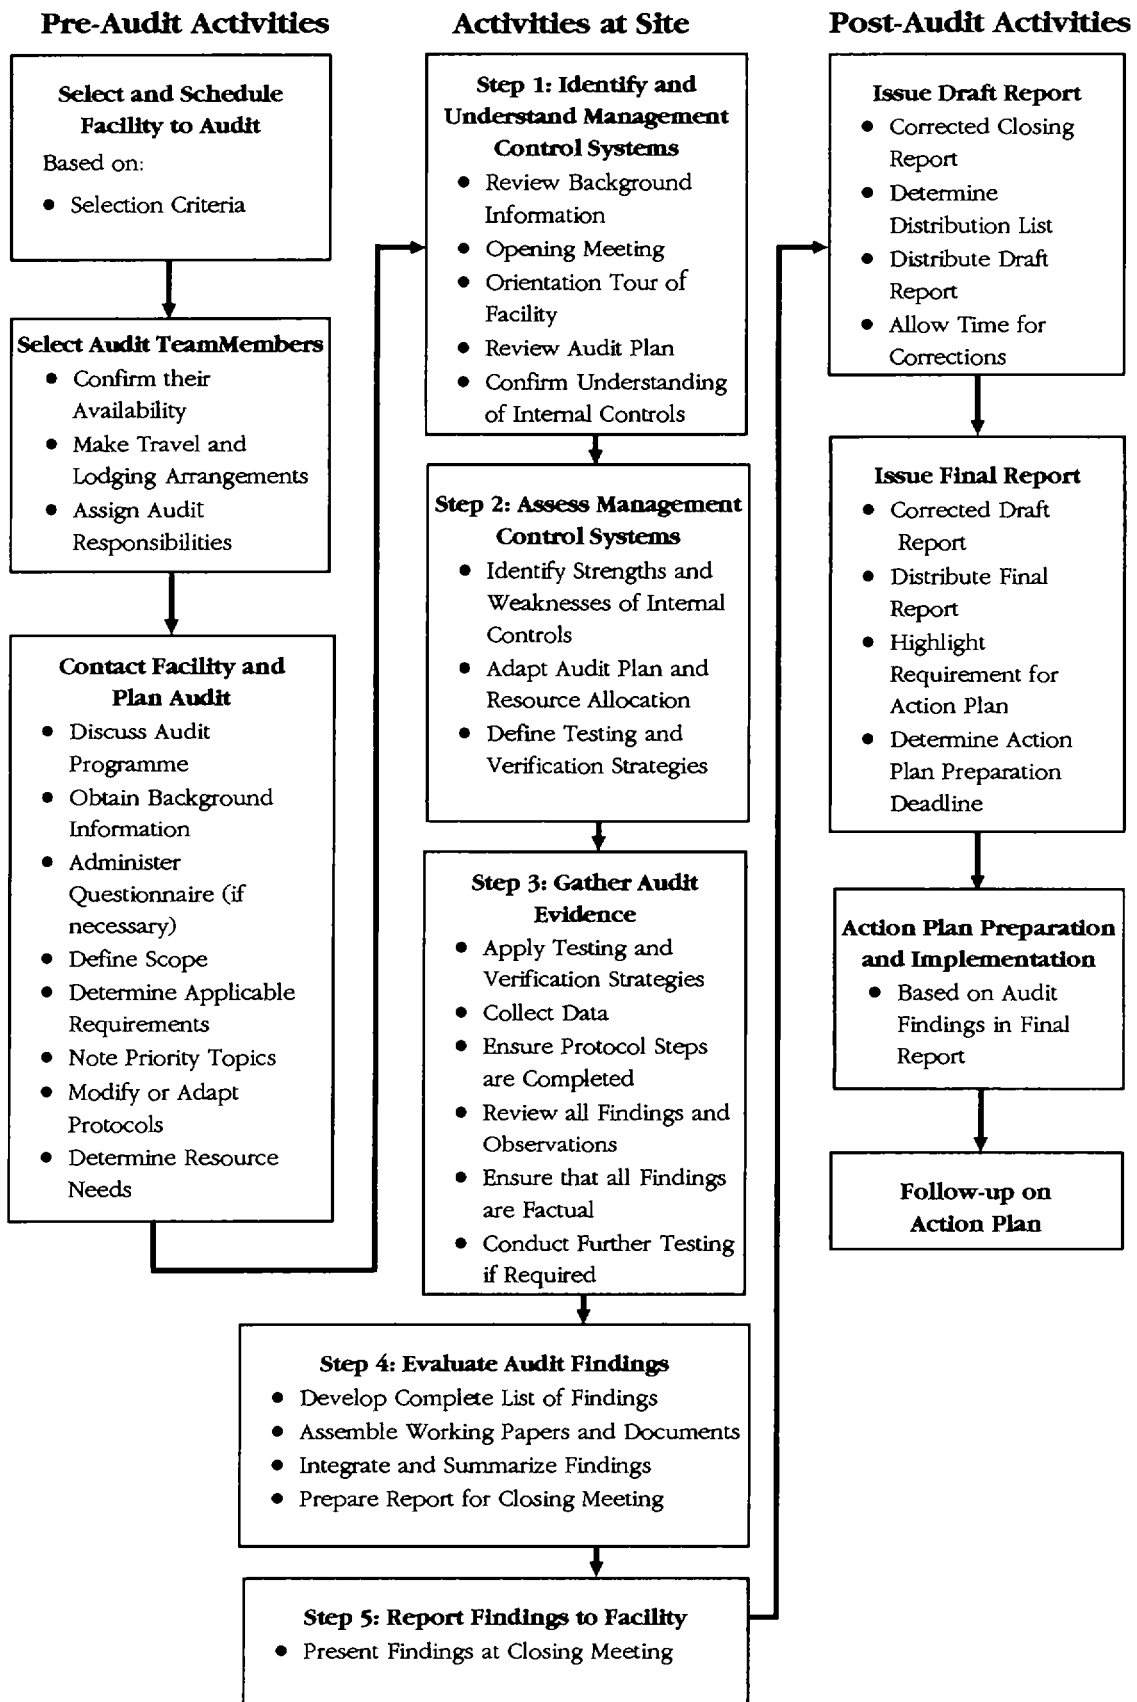 Pre-Audit Activities
Select and Schedule
Facility to Audit
Based on:
• Selection Criteria
Select Audit TeamMembers
• Confirm their
Availability
• Make Travel and
Lodging Arrangements
• Assign Audit
Responsibilities
Contact Facility and
Plan Audit
• Discuss Audit
Programme
• Obtain Background
Information
• Administer
Questionnaire (if
necessary)
• Define Scope
• Determine Applicable
Requirements
• Note Priority Topics
• Modify or Adapt
Protocols
• Determine Resource
Needs
Activities at Site
Step 1: Identify and
Understand Management
Control Systems
• Review Background
Information
• Opening Meeting
• Orientation Tour of
Facility
• Review Audit Plan
• Confirm Understanding
of Internal Controls
Step 2: Assess Management
Control Systems
• Identify Strengths and
Weaknesses of Internal
Controls
• Adapt Audit Plan and
Resource Allocation
• Define Testing and
Verification Strategies
Step 3: Gather Audit
Evidence
• Apply Testing and
Verification Strategies
• Collect Data
• Ensure Protocol Steps
are Completed
• Review all Findings and
Observations
• Ensure that all Findings
are Factual
• Conduct Further Testing
if Required
Step 4: Evaluate Audit Findings
• Develop Complete List of Findings
• Assemble Working Papers and Documents
• Integrate and Summarize Findings
• Prepare Report for Closing Meeting
Step 5: Report Findings to Facility
• Present Findings at Closing Meeting
Post-Audit Activities
Issue Draft Report
• Corrected Closing
Report
• Determine
Distribution List
• Distribute Draft
Report
• Allow Time for
Corrections
Issue Final Report
• Corrected Draft
Report
• Distribute Final
Report
• Highlight
Requirement for
Action Plan
• Determine Action
Plan Preparation
Deadline
Action Plan Preparation
and Implementation
• Based on Audit
Findings in Final
Report
Follow-up on
Action Plan